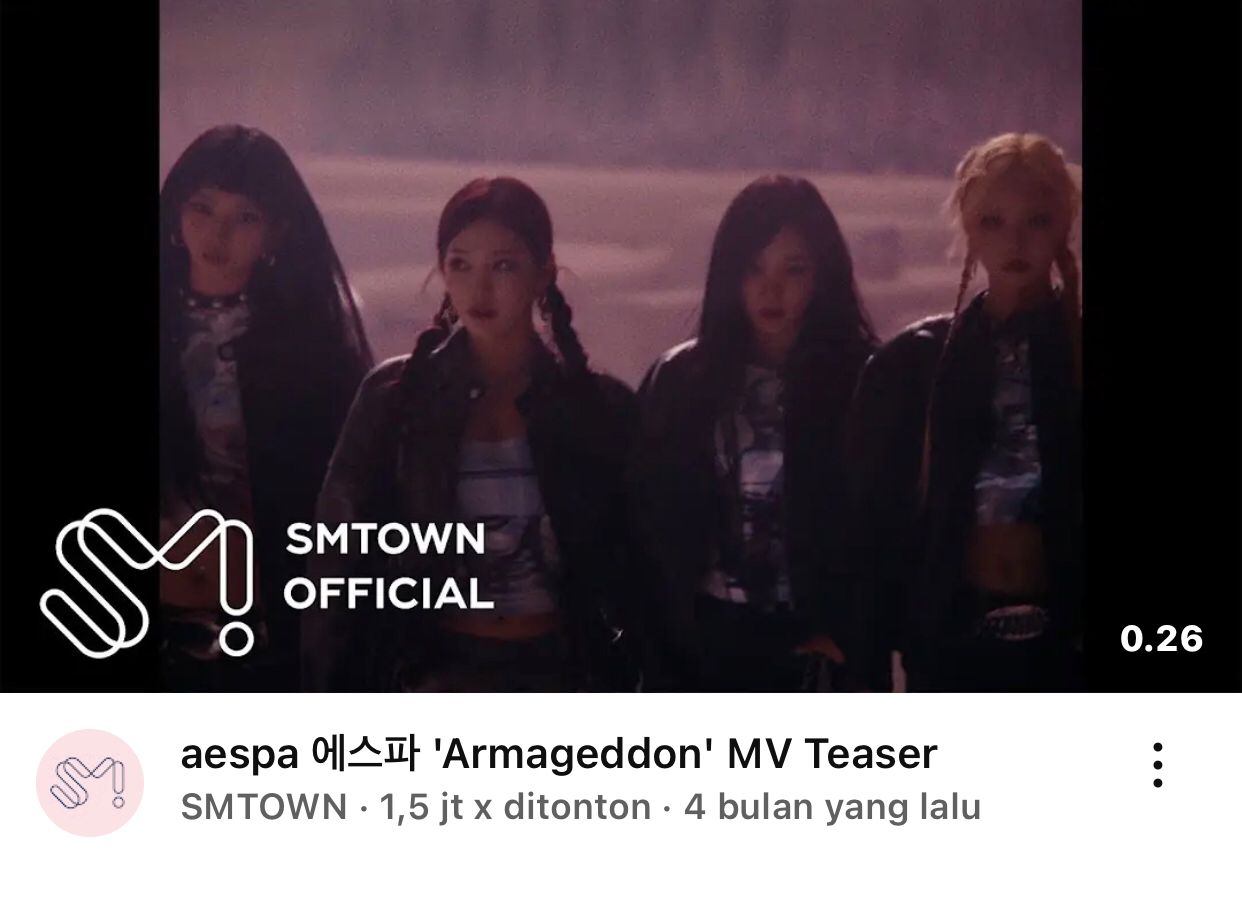 SMTOWN
OFFICIAL
0.26
aespa 에스파 'Armageddon' MV Teaser
SMTOWN · 1,5 jt x ditonton · 4 bulan yang lalu